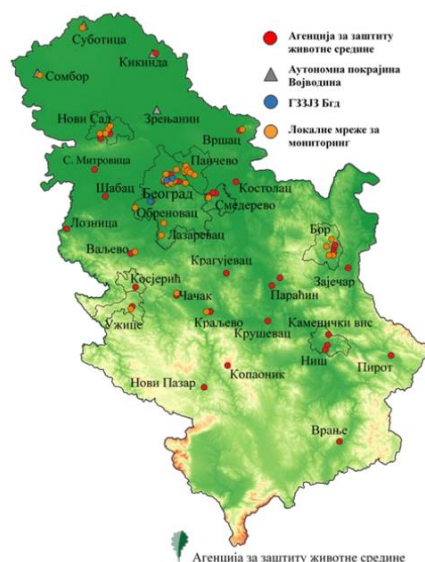 Суботица
Кикинда
Сомбор
Агенција за заштиту
животне средине
Аутономна покрајина
Војводина
ГЗЗЈЗ Бгд
Локалне мреже за
мониторинг
Нови Сад
Зрењанин
Вршац
С. Митровица
Панчево
Шабац
Београд
Костолац
Обреновац
Смедерево
Лозница
Лазаревац
Бор
Ваљево
Крагујевац
Косјерић
Зајечар
Чачак
Параћин
Ужице
Краљево
Крушевац
Каменички вис
Ниш
Пирот
Копаоник
Нови Пазар
Врање
Агенција за заштиту животне средине